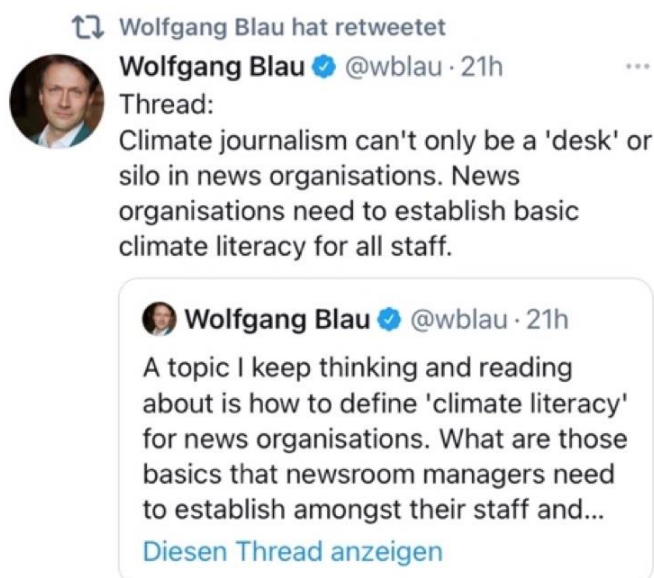 Wolfgang Blau hat retweetet
Wolfgang Blau @wblau · 21h
Thread:
Climate journalism can't only be a 'desk' or
silo in news organisations. News
organisations need to establish basic
climate literacy for all staff.
Wolfgang Blau @wblau · 21h
A topic I keep thinking and reading
about is how to define 'climate literacy'
for news organisations. What are those
basics that newsroom managers need
to establish amongst their staff and...
Diesen Thread anzeigen